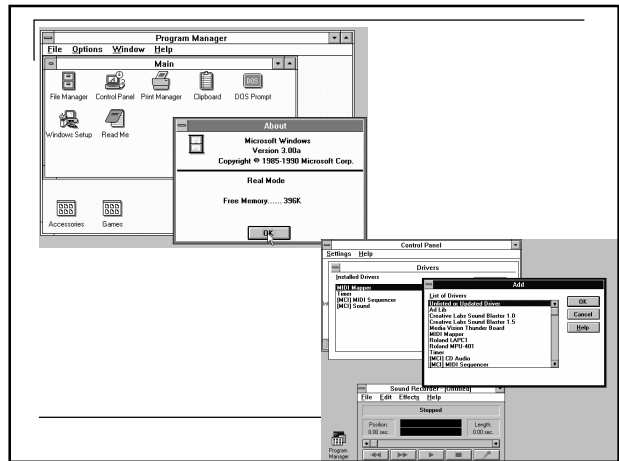 Program Manager
File Options Window Help
Main
File Manager Control Panel Print Manager Clipboard DOS Prompt
DOS
Windows Setup Read Me
About
Microsoft Windows
Version 3.00a
Copyright © 1985-1990 Microsoft Corp.
Real Mode
Free Memory...... 396K
OK
Accessories Games
Control Panel
Settings Help
Drivers
Installed Drivers
MIDI Mapper
Timer
[MCI] MIDI Sequencer
[MCI] Sound
Add
List of Drivers
Unlisted or Updated Driver
Ad Lib
Creative Labs Sound Blaster 1.0
Creative Labs Sound Blaster 1.5
Media Vision Thunder Board
MIDI Mapper
Roland LAPC1
Roland MPU-401
Timer
[MCI] CD Audio
[MCI] MIDI Sequencer
OK
Cancel
Help
Sound Recorder - [Untitled]
File Edit Effects Help
Stopped
Position: Length:
0.00 sec. 0.00 sec.
Program
Manager